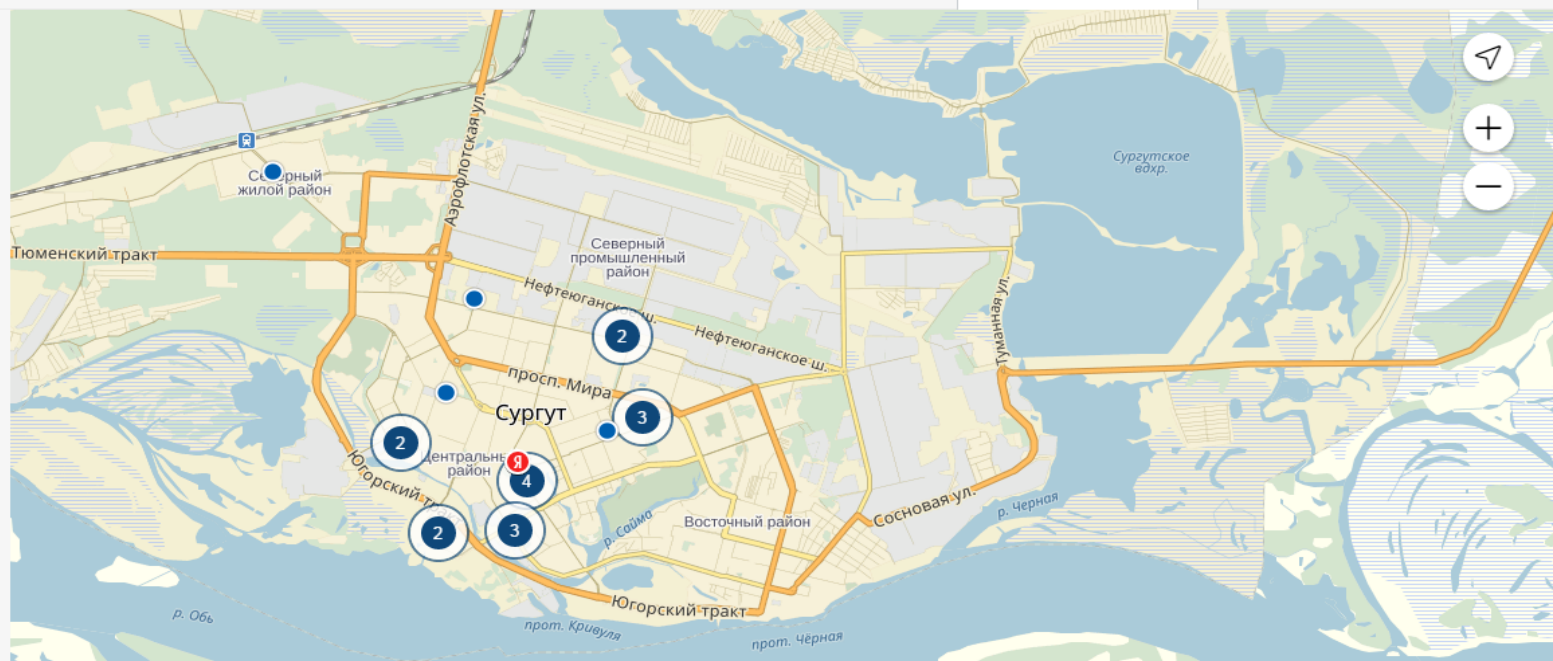 Аэрофлотская ул.
Сургутское
вдхр.
Северный
жилой район
Северный
промышленный
район
Тюменский тракт
Нефтеюганское ш.
Туманная ул.
2
Нефтеюганское ш.
просп. Мира
Сургут
3
2
Центральный
район
Я
4
Югорский тракт
2
3
р. Сайма
Восточный район
Сосновая ул.
р. Черная
Югорский тракт
р. Обь
прот. Кривуля
прот. Чёрная